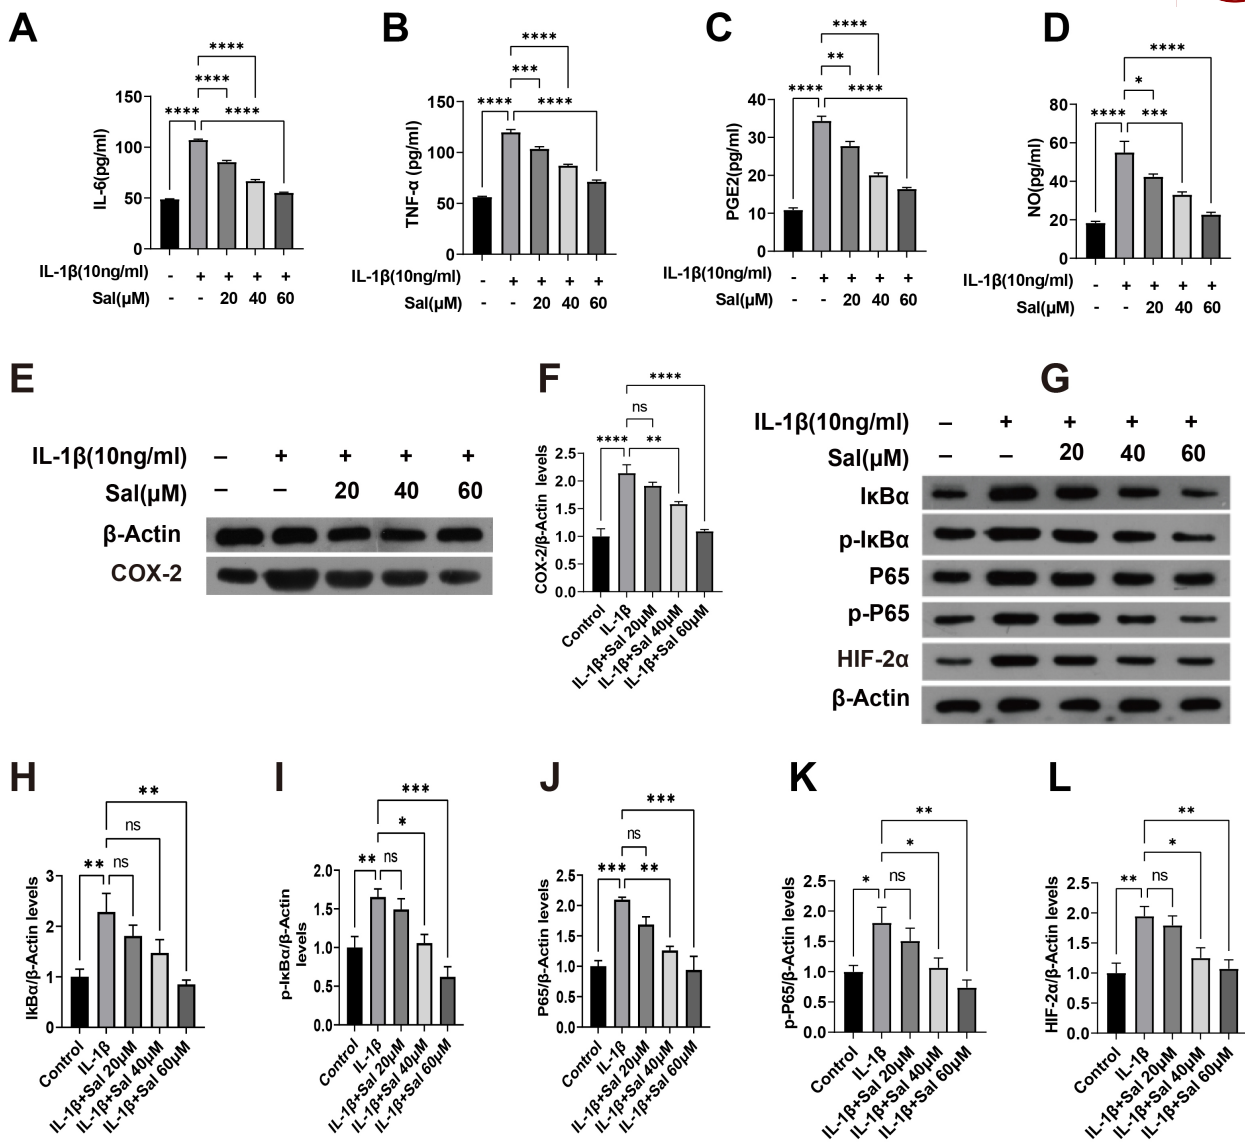 A
B
C
D
****
****
****
****
IL-6(pg/ml)
150
100
50
0
IL-1β(10ng/ml) - + + + +
Sal(μM) - - 20 40 60
****
***
**** ****
TNF-α (pg/ml)
150
100
50
0
IL-1β(10ng/ml) - + + + +
Sal(μM) - - 20 40 60
****
**
**** ****
PGE2(pg/ml)
40
30
20
10
0
IL-1β(10ng/ml) - + + + +
Sal(μM) - - 20 40 60
****
*
**** ***
NO(pg/ml)
80
60
40
20
0
IL-1β(10ng/ml) - + + + +
Sal(μM) - - 20 40 60
E
IL-1β(10ng/ml) – + + + +
Sal(μM) – – 20 40 60
β-Actin
COX-2
F
****
ns
**** **
COX-2/β-Actin levels
2.5
2.0
1.5
1.0
0.5
0.0
Control
IL-1β
IL-1β+Sal 20μM
IL-1β+Sal 40μM
IL-1β+Sal 60μM
G
IL-1β(10ng/ml) – + + + +
Sal(μM) – – 20 40 60
IκBα
p-IκBα
P65
p-P65
HIF-2α
β-Actin
H
**
ns
** ns
IkBα/β-Actin levels
3
2
1
0
Control
IL-1β
IL-1β+Sal 20μM
IL-1β+Sal 40μM
IL-1β+Sal 60μM
I
***
*
** ns
p-IκBα/β-Actin
levels
2.0
1.5
1.0
0.5
0.0
Control
IL-1β
IL-1β+Sal 20μM
IL-1β+Sal 40μM
IL-1β+Sal 60μM
J
***
ns
*** **
P65/β-Actin levels
2.5
2.0
1.5
1.0
0.5
0.0
Control
IL-1β
IL-1β+Sal 20μM
IL-1β+Sal 40μM
IL-1β+Sal 60μM
K
**
*
* ns
p-P65/β-Actin levels
2.5
2.0
1.5
1.0
0.5
0.0
Control
IL-1β
IL-1β+Sal 20μM
IL-1β+Sal 40μM
IL-1β+Sal 60μM
L
**
*
** ns
HIF-2α/β-Actin levels
2.5
2.0
1.5
1.0
0.5
0.0
Control
IL-1β
IL-1β+Sal 20μM
IL-1β+Sal 40μM
IL-1β+Sal 60μM